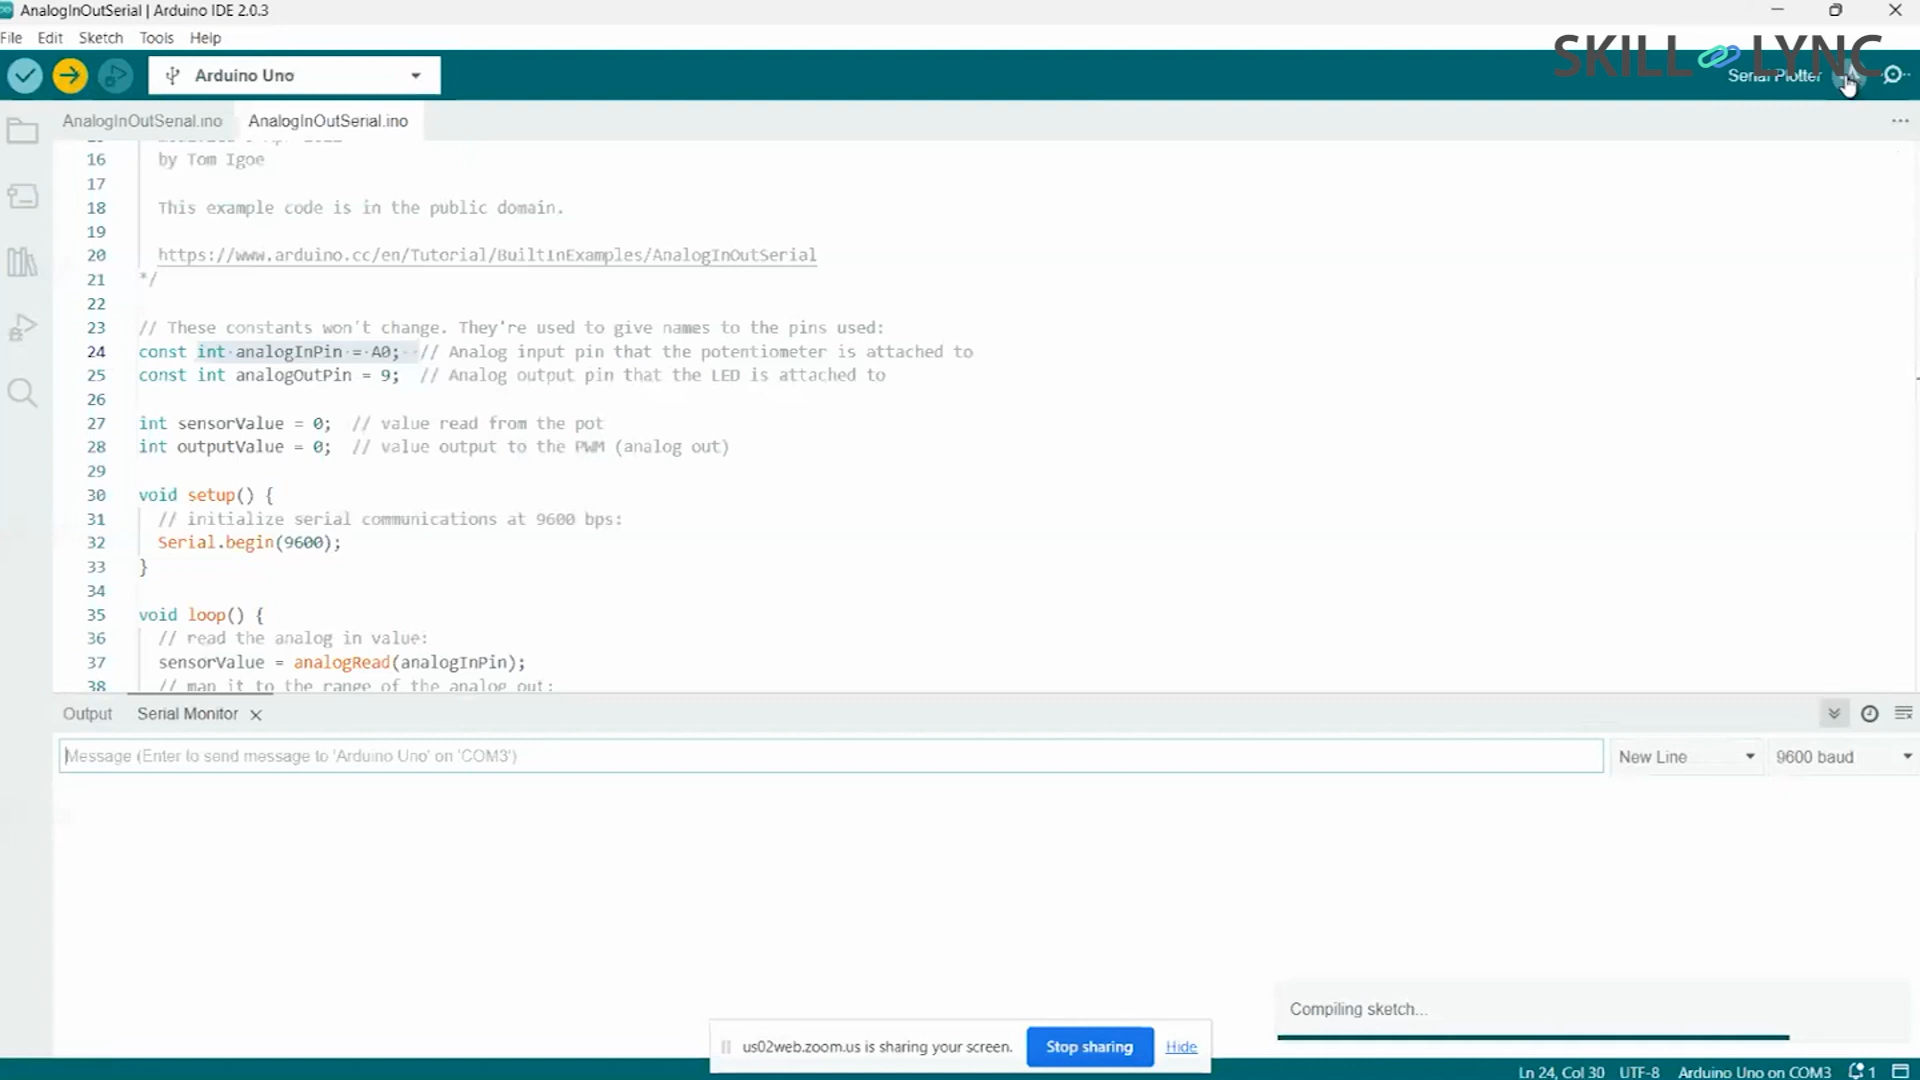 AnalogInOutSerial | Arduino IDE 2.0.3
File Edit Sketch Tools Help
SKILL LYNC
Arduino Uno
Serial Plotter
AnalogInOutSerial.ino AnalogInOutSerial.ino
16 by Tom Igoe
17
18 This example code is in the public domain.
19
20 https://www.arduino.cc/en/Tutorial/BuiltInExamples/AnalogInOutSerial
21 */
22
23 // These constants won't change. They're used to give names to the pins used:
24 const int analogInPin = A0; // Analog input pin that the potentiometer is attached to
25 const int analogOutPin = 9; // Analog output pin that the LED is attached to
26
27 int sensorValue = 0; // value read from the pot
28 int outputValue = 0; // value output to the PWM (analog out)
29
30 void setup() {
31 // initialize serial communications at 9600 bps:
32 Serial.begin(9600);
33 }
34
35 void loop() {
36 // read the analog in value:
37 sensorValue = analogRead(analogInPin);
38 // map it to the range of the analog out:
Output Serial Monitor
Message (Enter to send message to 'Arduino Uno' on 'COM3')
New Line 9600 baud
Compiling sketch...
us02web.zoom.us is sharing your screen. Stop sharing Hide
Ln 24, Col 30 UTF-8 Arduino Uno on COM3 1